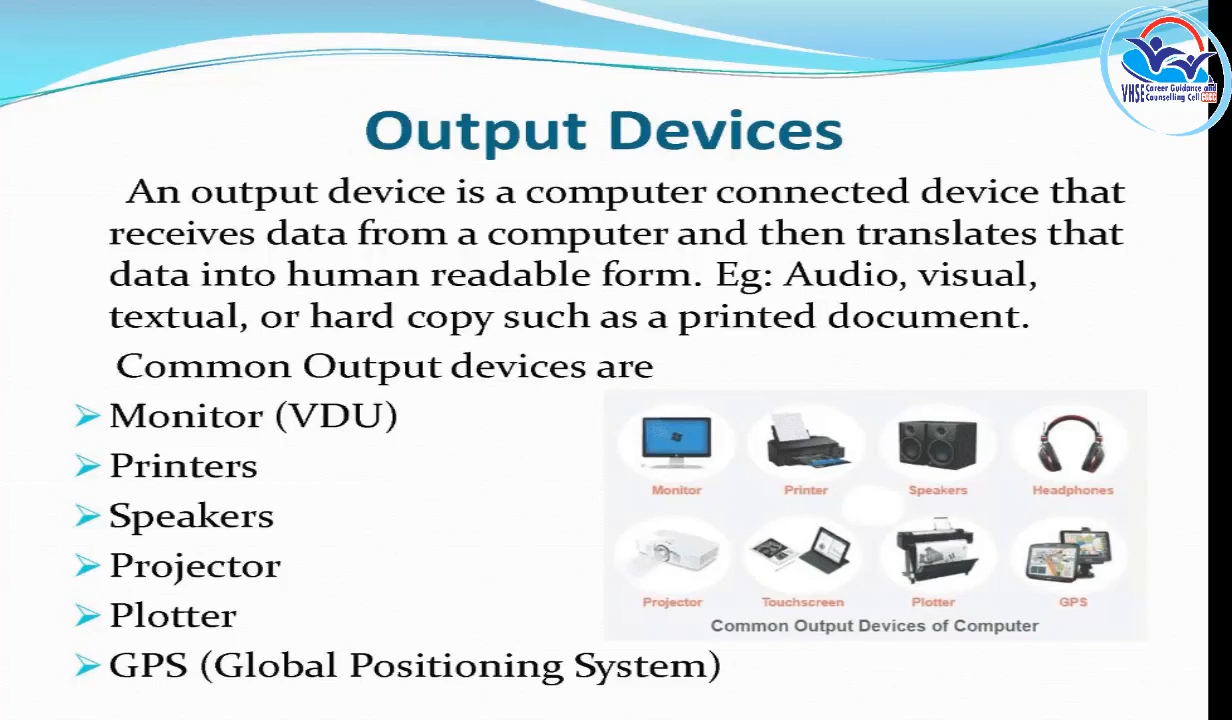 VHSE Career Guidance and
Counselling Cell
Output Devices
An output device is a computer connected device that
receives data from a computer and then translates that
data into human readable form. Eg: Audio, visual,
textual, or hard copy such as a printed document.
Common Output devices are
Monitor (VDU)
Printers
Speakers
Projector
Plotter
GPS (Global Positioning System)
Monitor Printer Speakers Headphones
Projector Touchscreen Plotter GPS
Common Output Devices of Computer